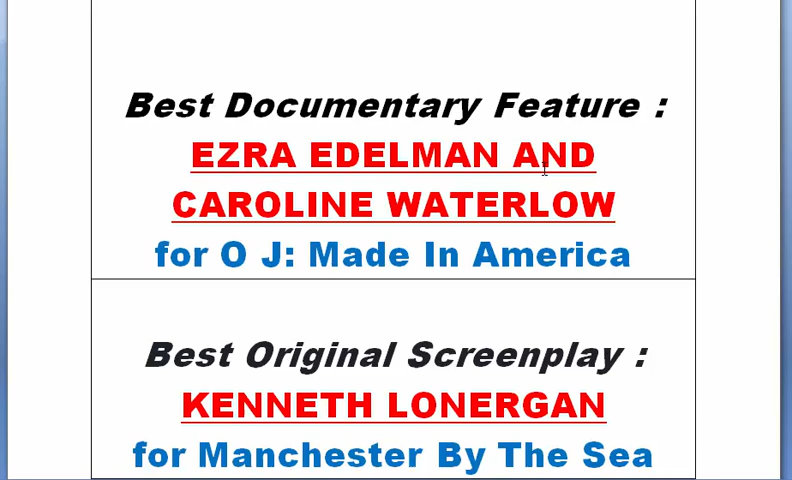 Best Documentary Feature :
EZRA EDELMAN AND
CAROLINE WATERLOW
for O J: Made In America
Best Original Screenplay :
KENNETH LONERGAN
for Manchester By The Sea